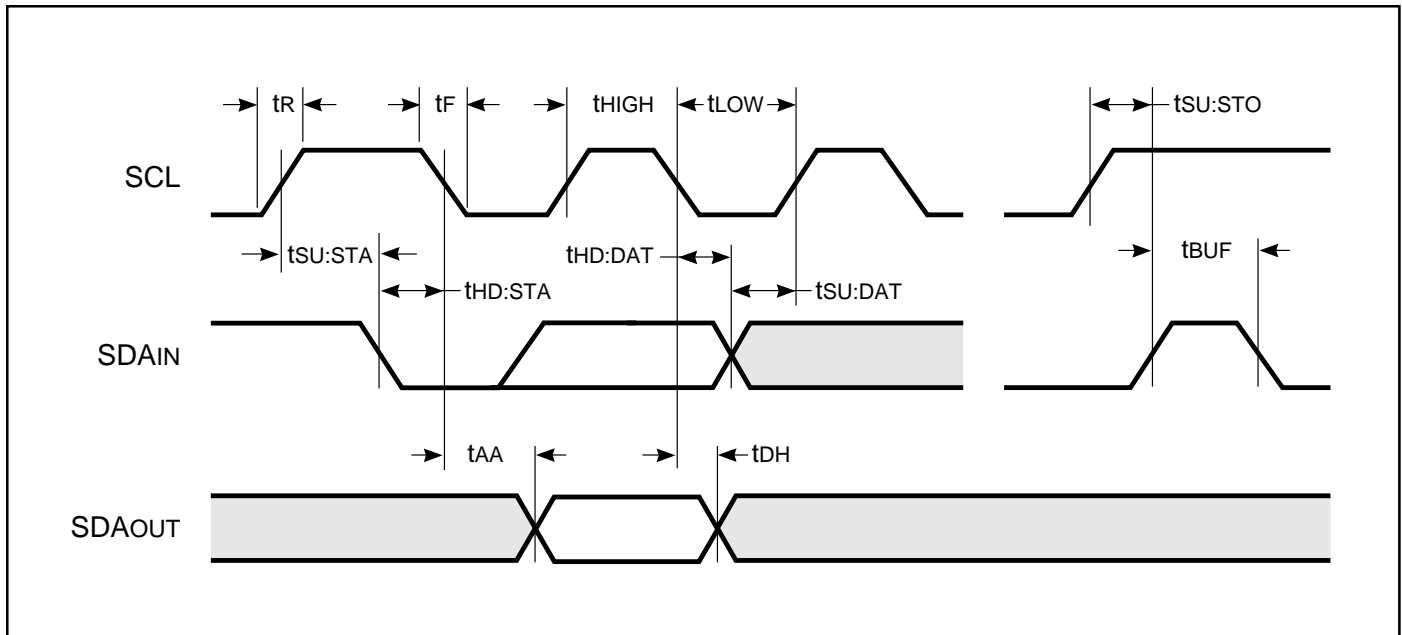 tR tF tHIGH tLOW tSU:STO
SCL
tSU:STA tHD:STA tHD:DAT tSU:DAT tBUF
SDAIN
tAA tDH
SDAOUT